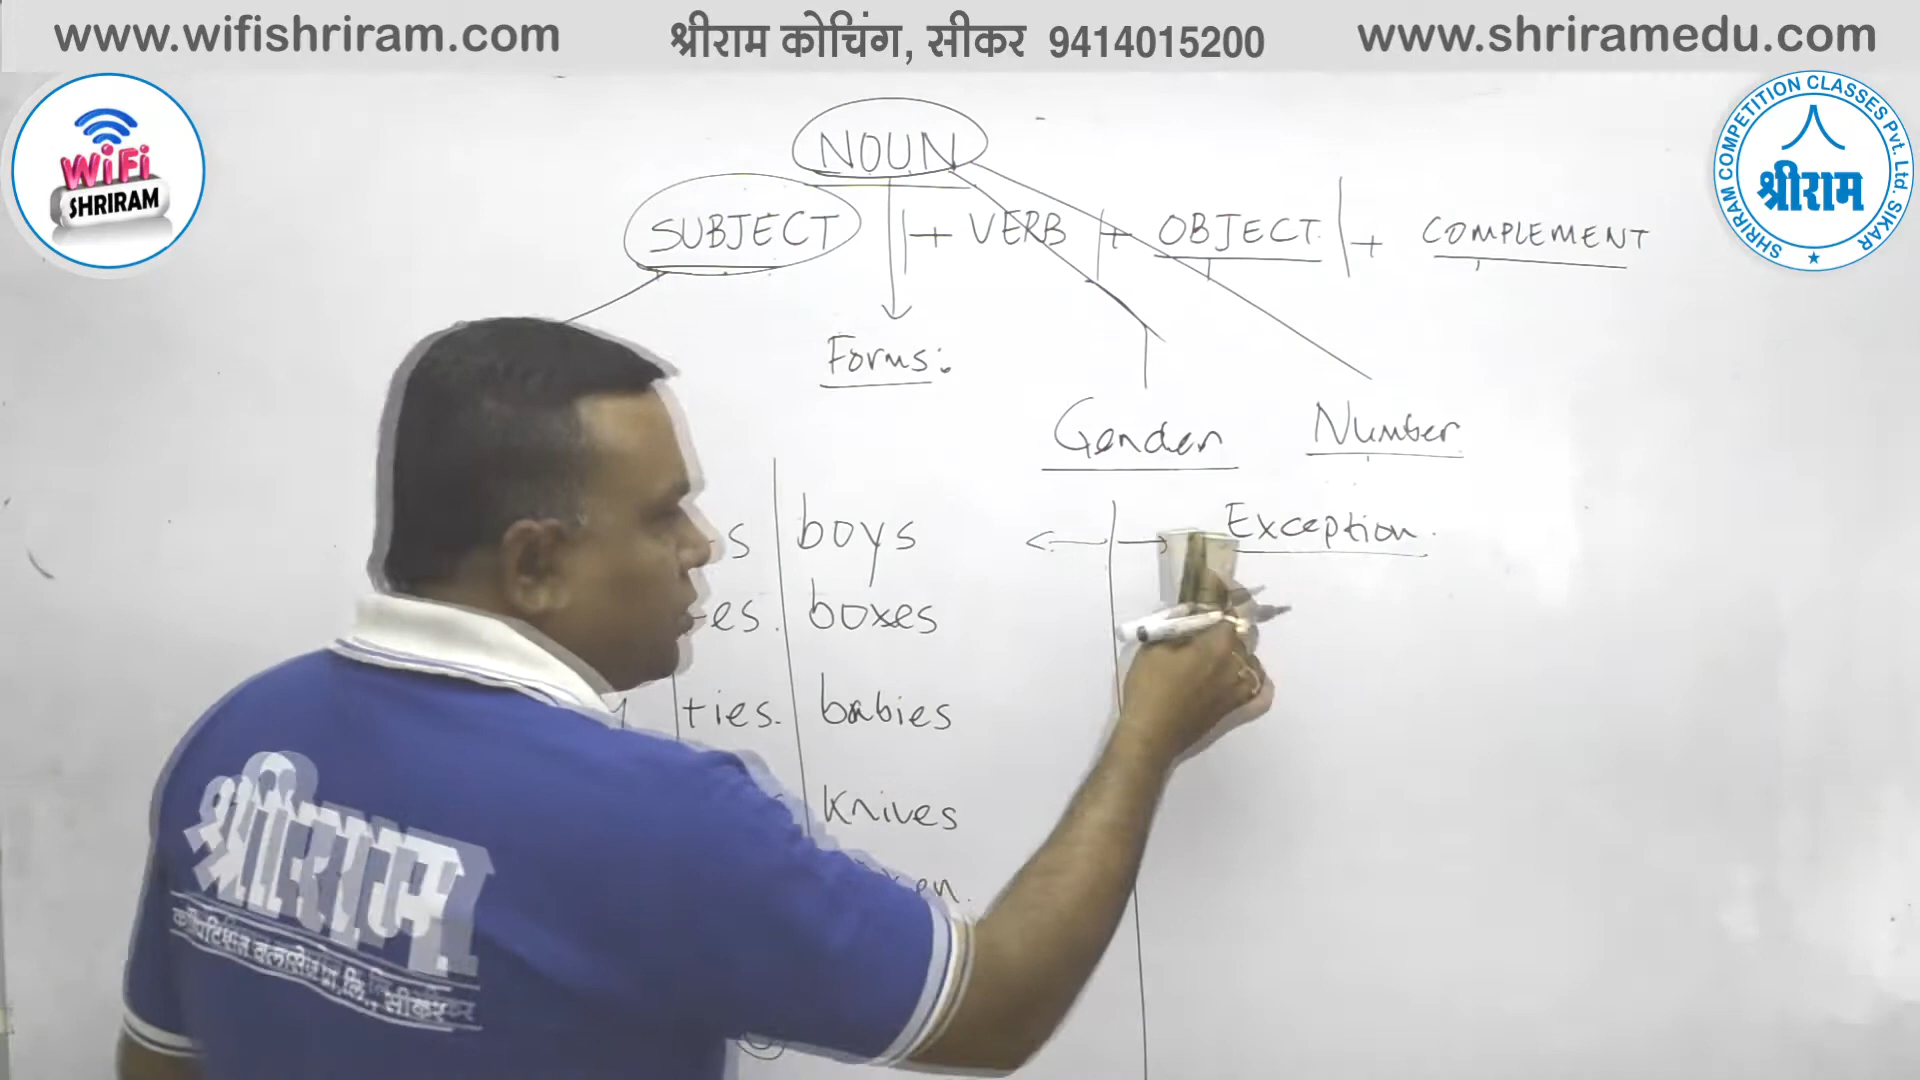 www.wifishriram.com
श्रीराम कोचिंग, सीकर 9414015200
www.shriramedu.com
WiFi
SHRIRAM
SHRIRAM COMPETITION CLASSES Pvt. Ltd. SIKAR
श्रीराम
NOUN
SUBJECT + VERB + OBJECT + COMPLEMENT
Forms:
Gender Number
s boys
Exception.
es. boxes
ties. babies
knives
en.
श्रीराम